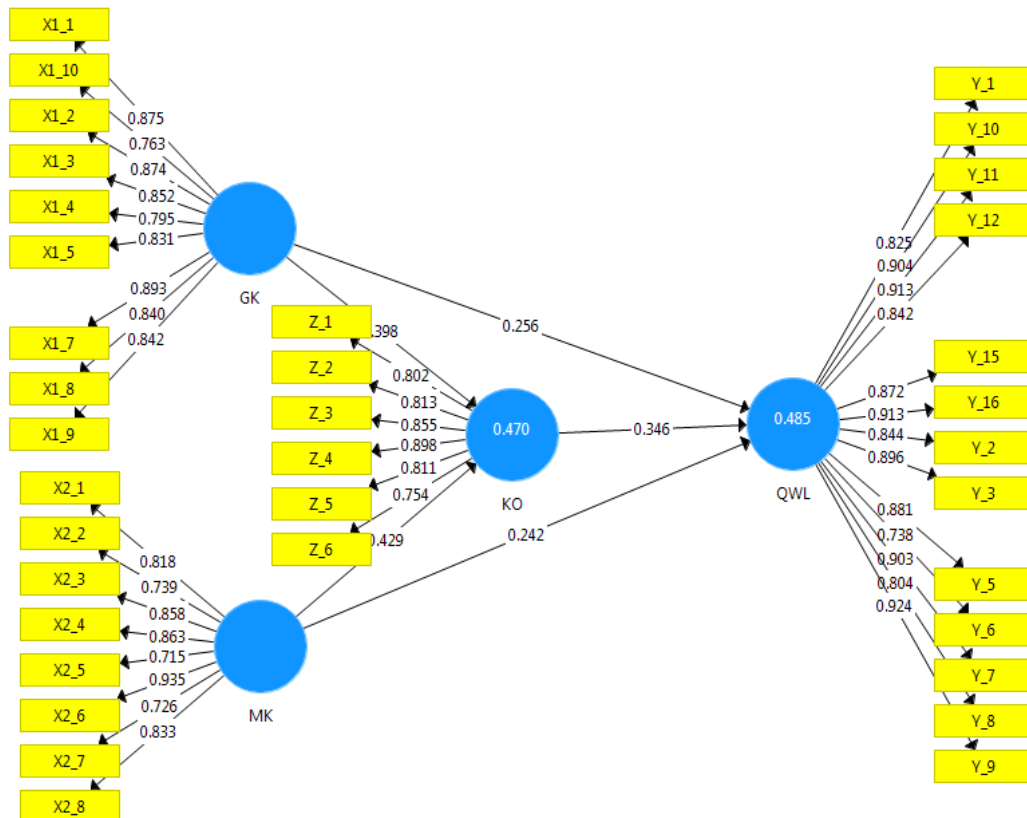 X1_1
X1_10
X1_2
X1_3
X1_4
X1_5
X1_7
X1_8
X1_9
0.875
0.763
0.874
0.852
0.795
0.831
0.893
0.840
0.842
GK
X2_1
X2_2
X2_3
X2_4
X2_5
X2_6
X2_7
X2_8
0.818
0.739
0.858
0.863
0.715
0.935
0.726
0.833
MK
Z_1
Z_2
Z_3
Z_4
Z_5
Z_6
.398
0.802
0.813
0.855
0.898
0.811
0.754
0.429
0.470
KO
0.256
0.346
0.242
0.485
QWL
0.825
0.904
0.913
0.842
0.872
0.913
0.844
0.896
0.881
0.738
0.903
0.804
0.924
Y_1
Y_10
Y_11
Y_12
Y_15
Y_16
Y_2
Y_3
Y_5
Y_6
Y_7
Y_8
Y_9